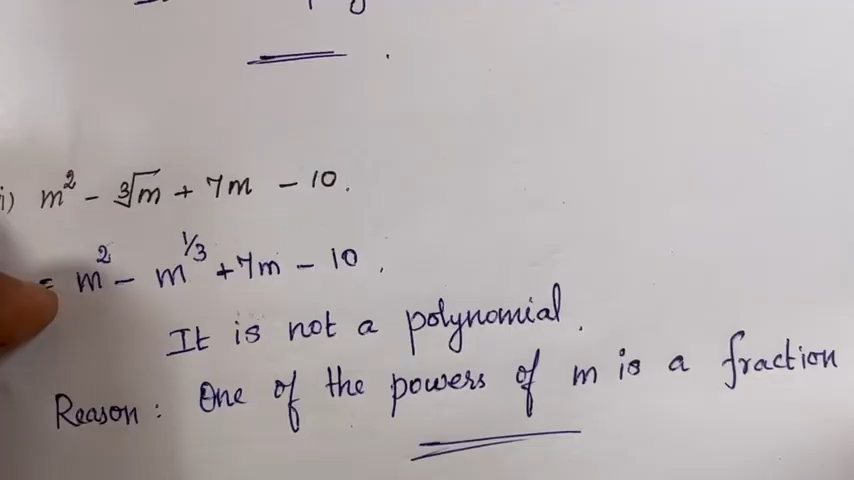 i) m² - ∛m + 7m - 10.
= m² - m^1/3 + 7m - 10.
It is not a polynomial.
Reason: One of the powers of m is a fraction